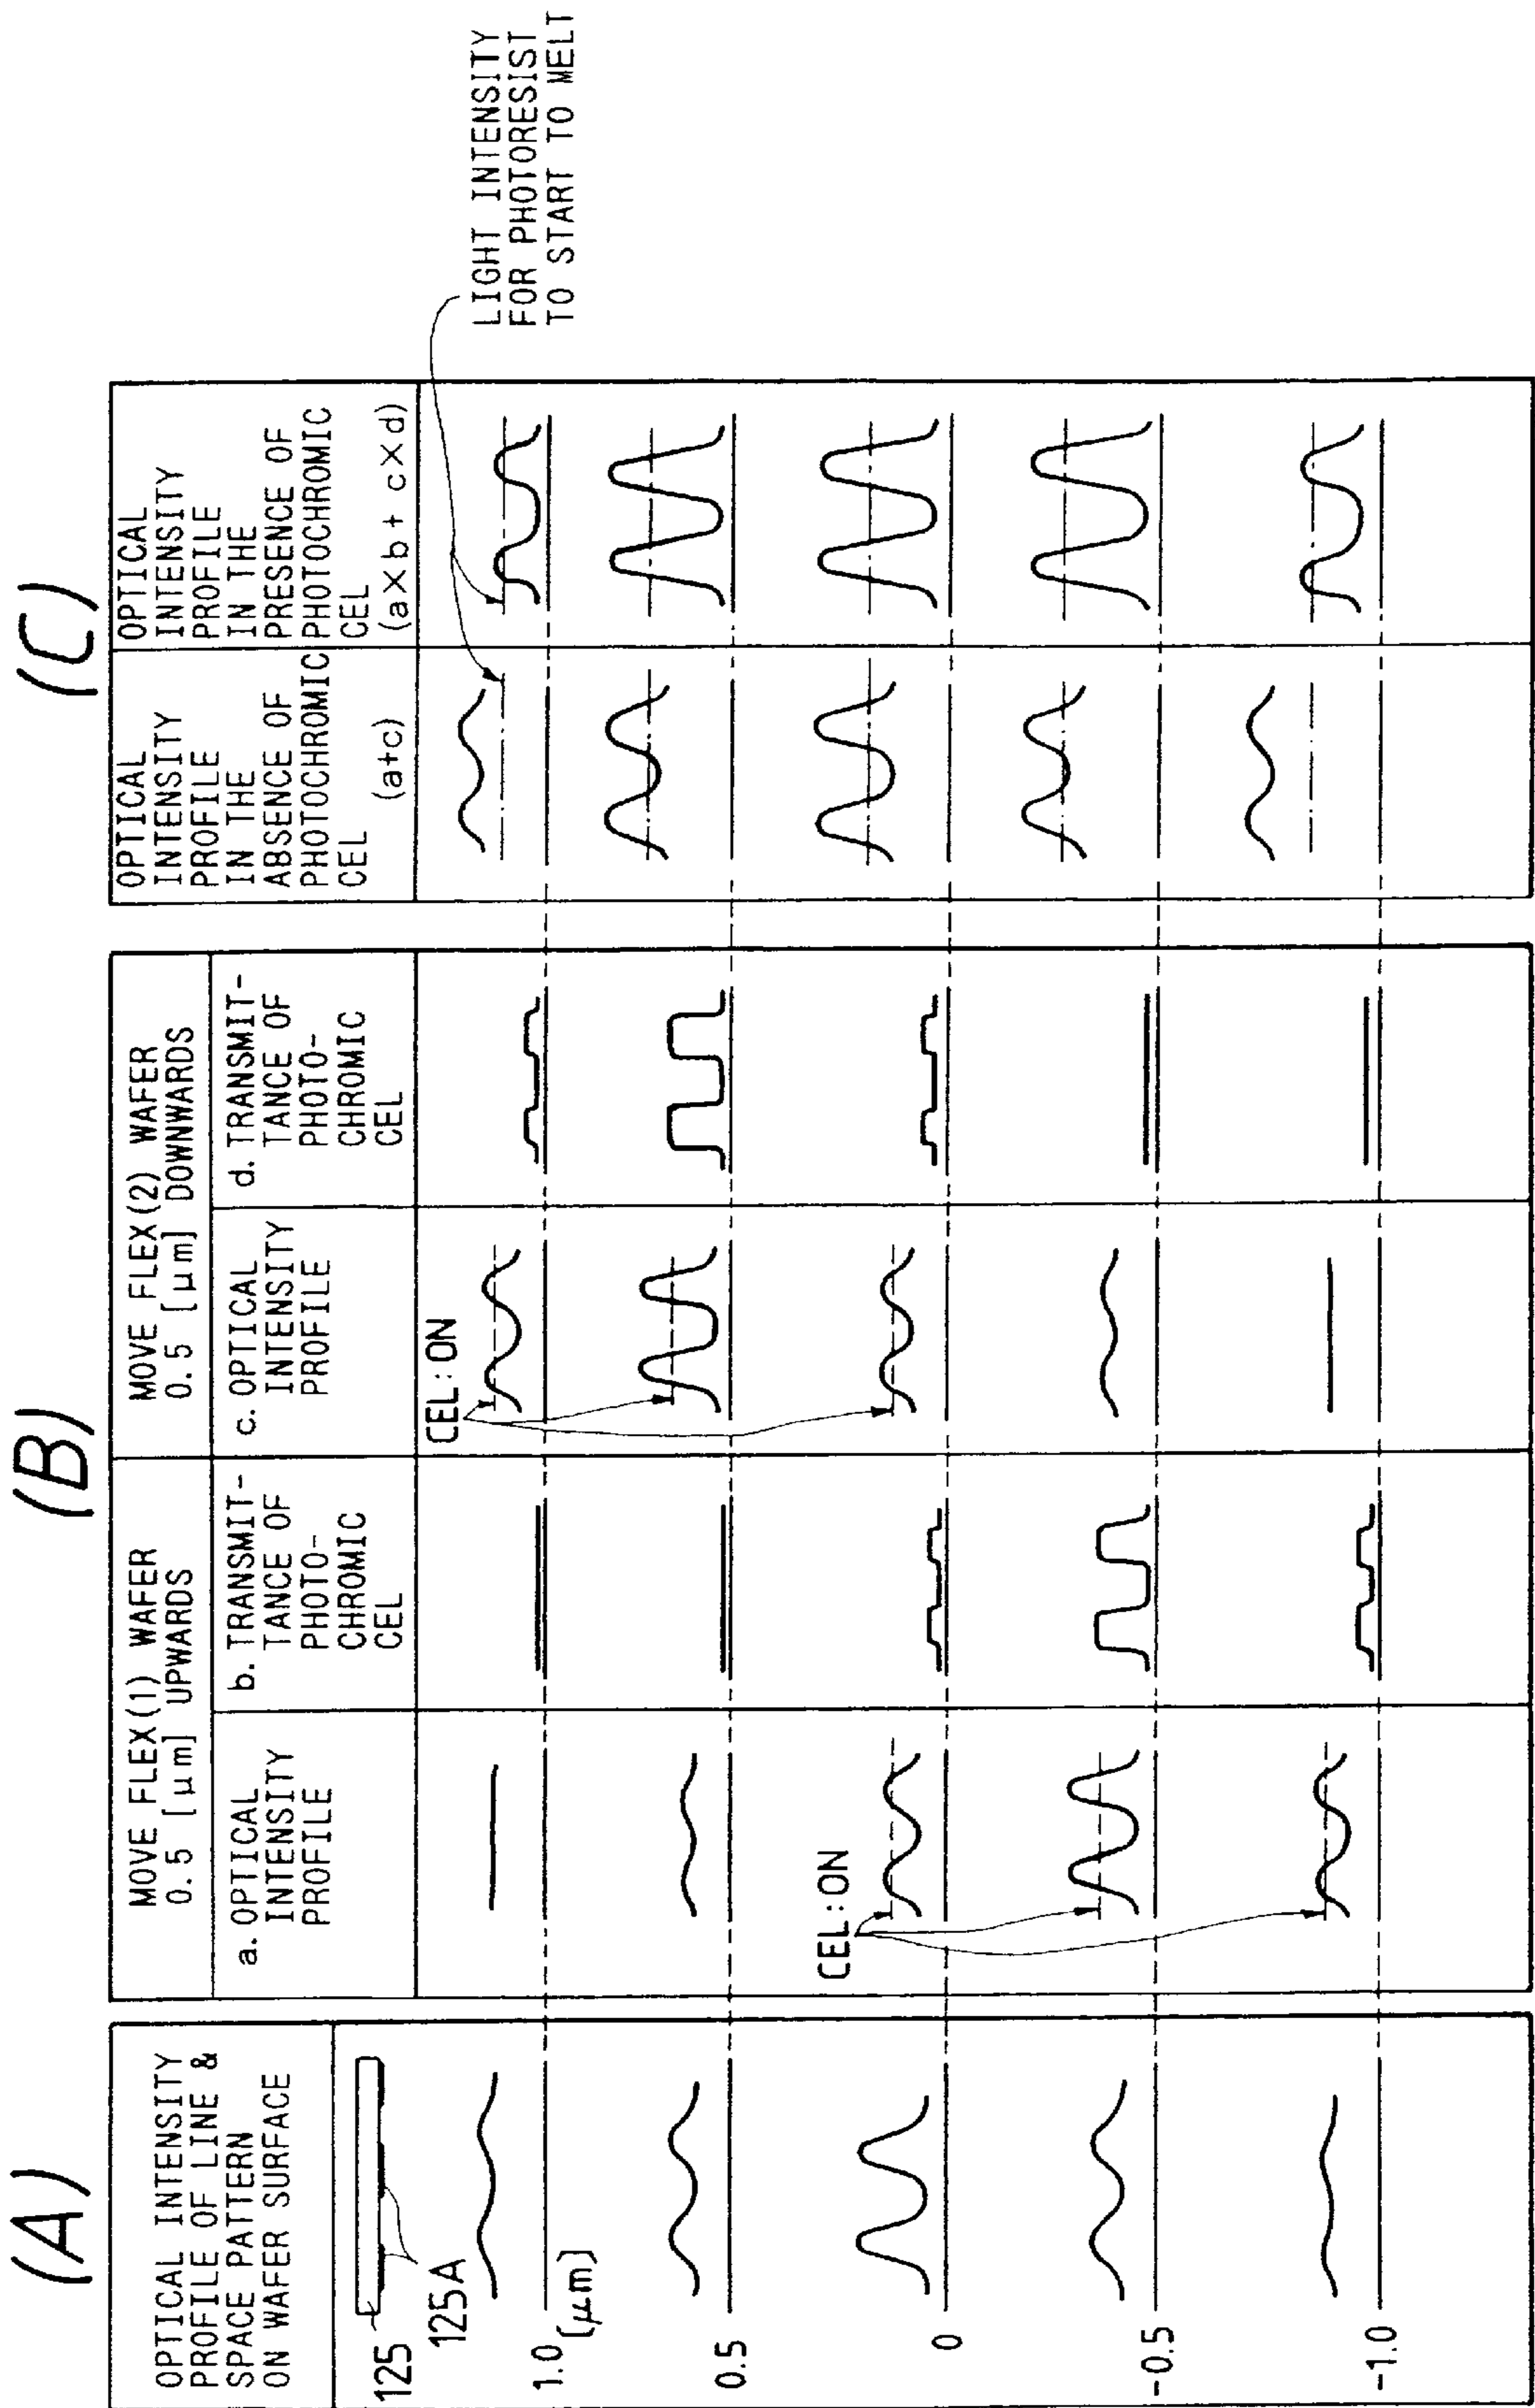 (A)
OPTICAL INTENSITY
PROFILE OF LINE &
SPACE PATTERN
ON WAFER SURFACE
125
125A
1.0
[μm]
0.5
0
-0.5
-1.0
(B)
MOVE FLEX(1) WAFER
0.5 [μm] UPWARDS
a. OPTICAL
INTENSITY
PROFILE
CEL:ON
b. TRANSMIT-
TANCE OF
PHOTO-
CHROMIC
CEL
MOVE FLEX(2) WAFER
0.5 [μm] DOWNWARDS
c. OPTICAL
INTENSITY
PROFILE
CEL:ON
d. TRANSMIT-
TANCE OF
PHOTO-
CHROMIC
CEL
(C)
OPTICAL
INTENSITY
PROFILE
IN THE
ABSENCE OF
PHOTOCHROMIC
CEL
(a+c)
OPTICAL
INTENSITY
PROFILE
IN THE
PRESENCE OF
PHOTOCHROMIC
CEL
(a×b + c×d)
LIGHT INTENSITY
FOR PHOTORESIST
TO START TO MELT